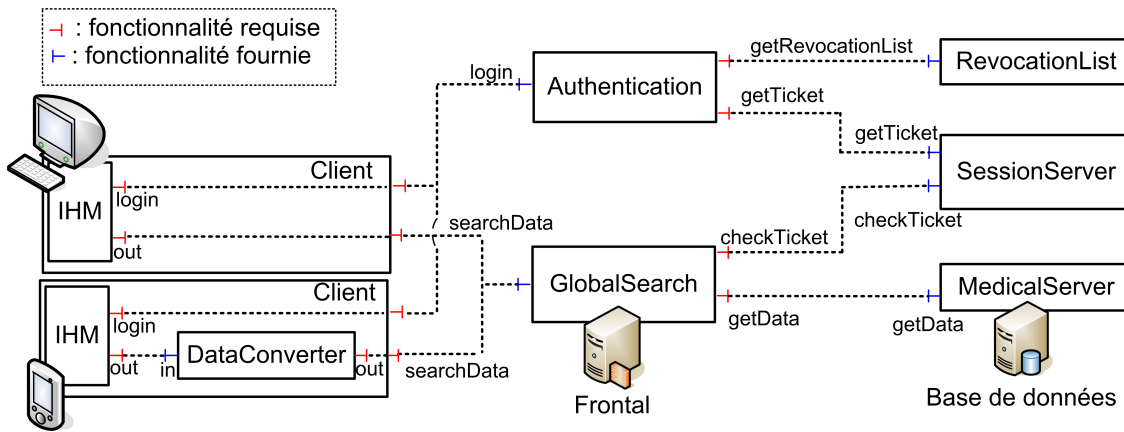 : fonctionnalité requise
: fonctionnalité fournie
getRevocationList
RevocationList
login
Authentication
getTicket
getTicket
SessionServer
checkTicket
Client
IHM
login
out
searchData
checkTicket
GlobalSearch
getData
MedicalServer
getData
Client
IHM
login
out
in
DataConverter
out
searchData
Frontal
Base de données